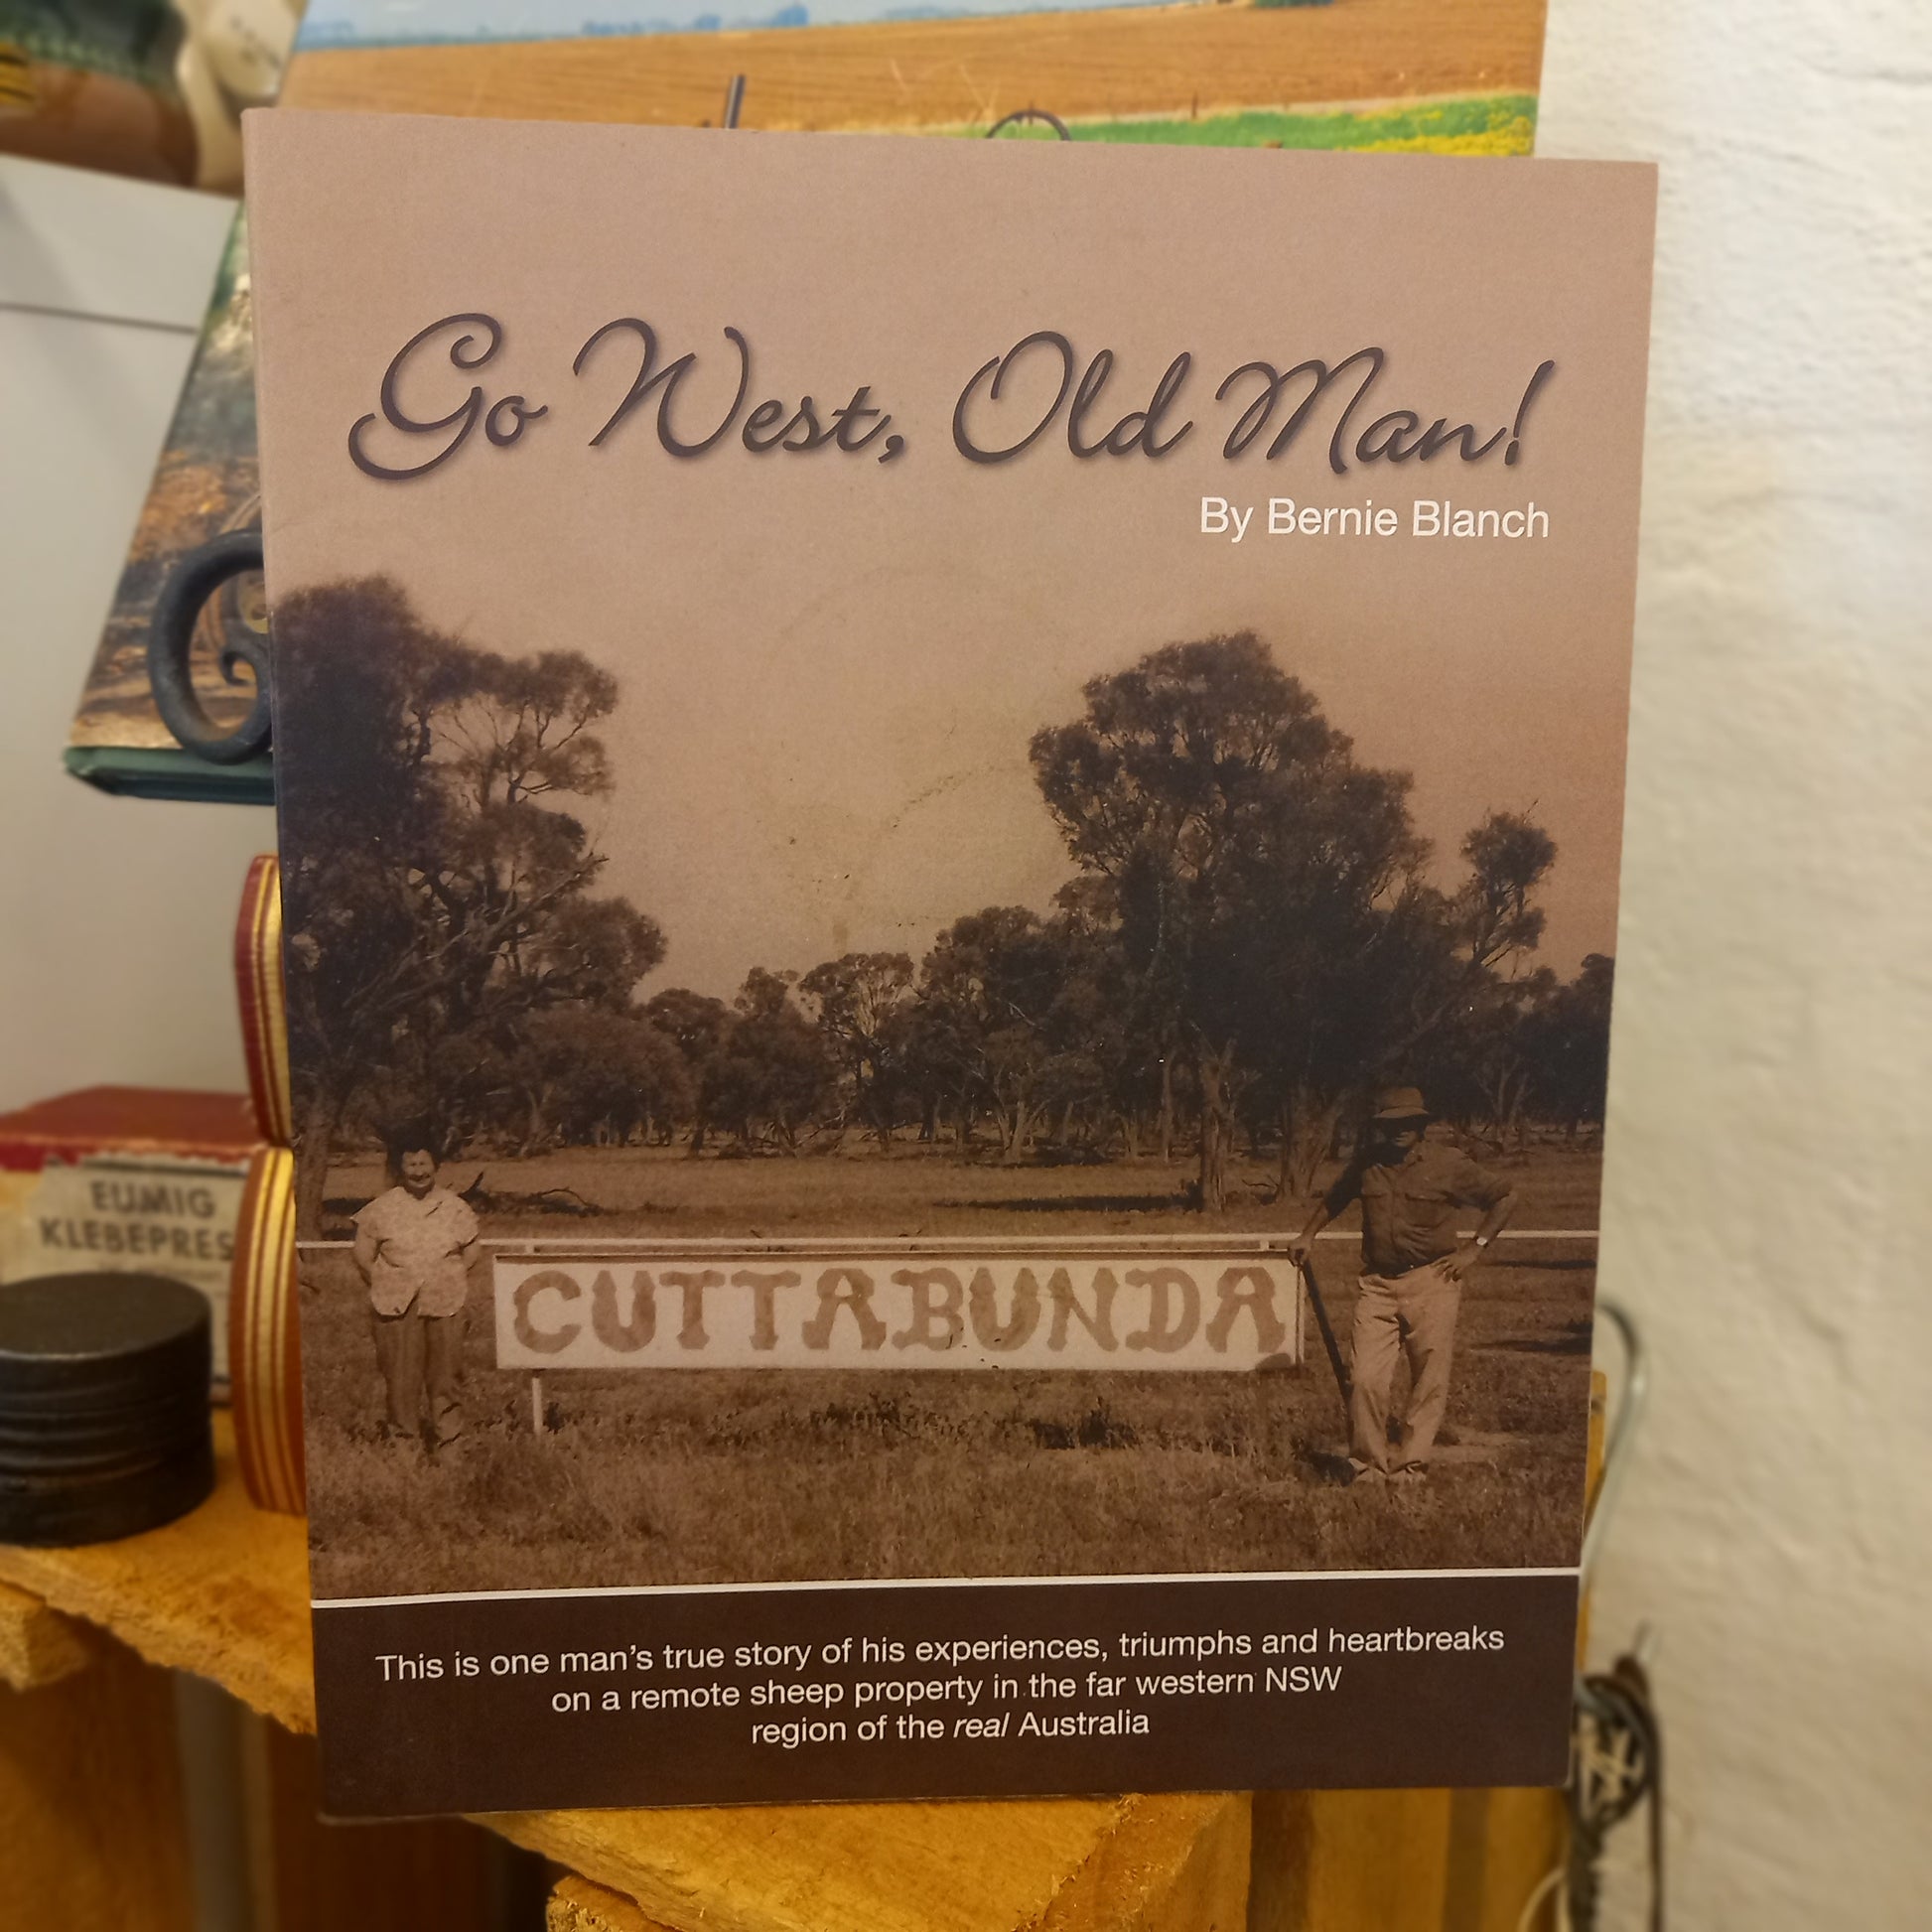 Go West, Old Man!
By Bernie Blanch
EUMIG
KLEBEPRES
CUTTABUNDA
This is one man's true story of his experiences, triumphs and heartbreaks
on a remote sheep property in the far western NSW
region of the real Australia